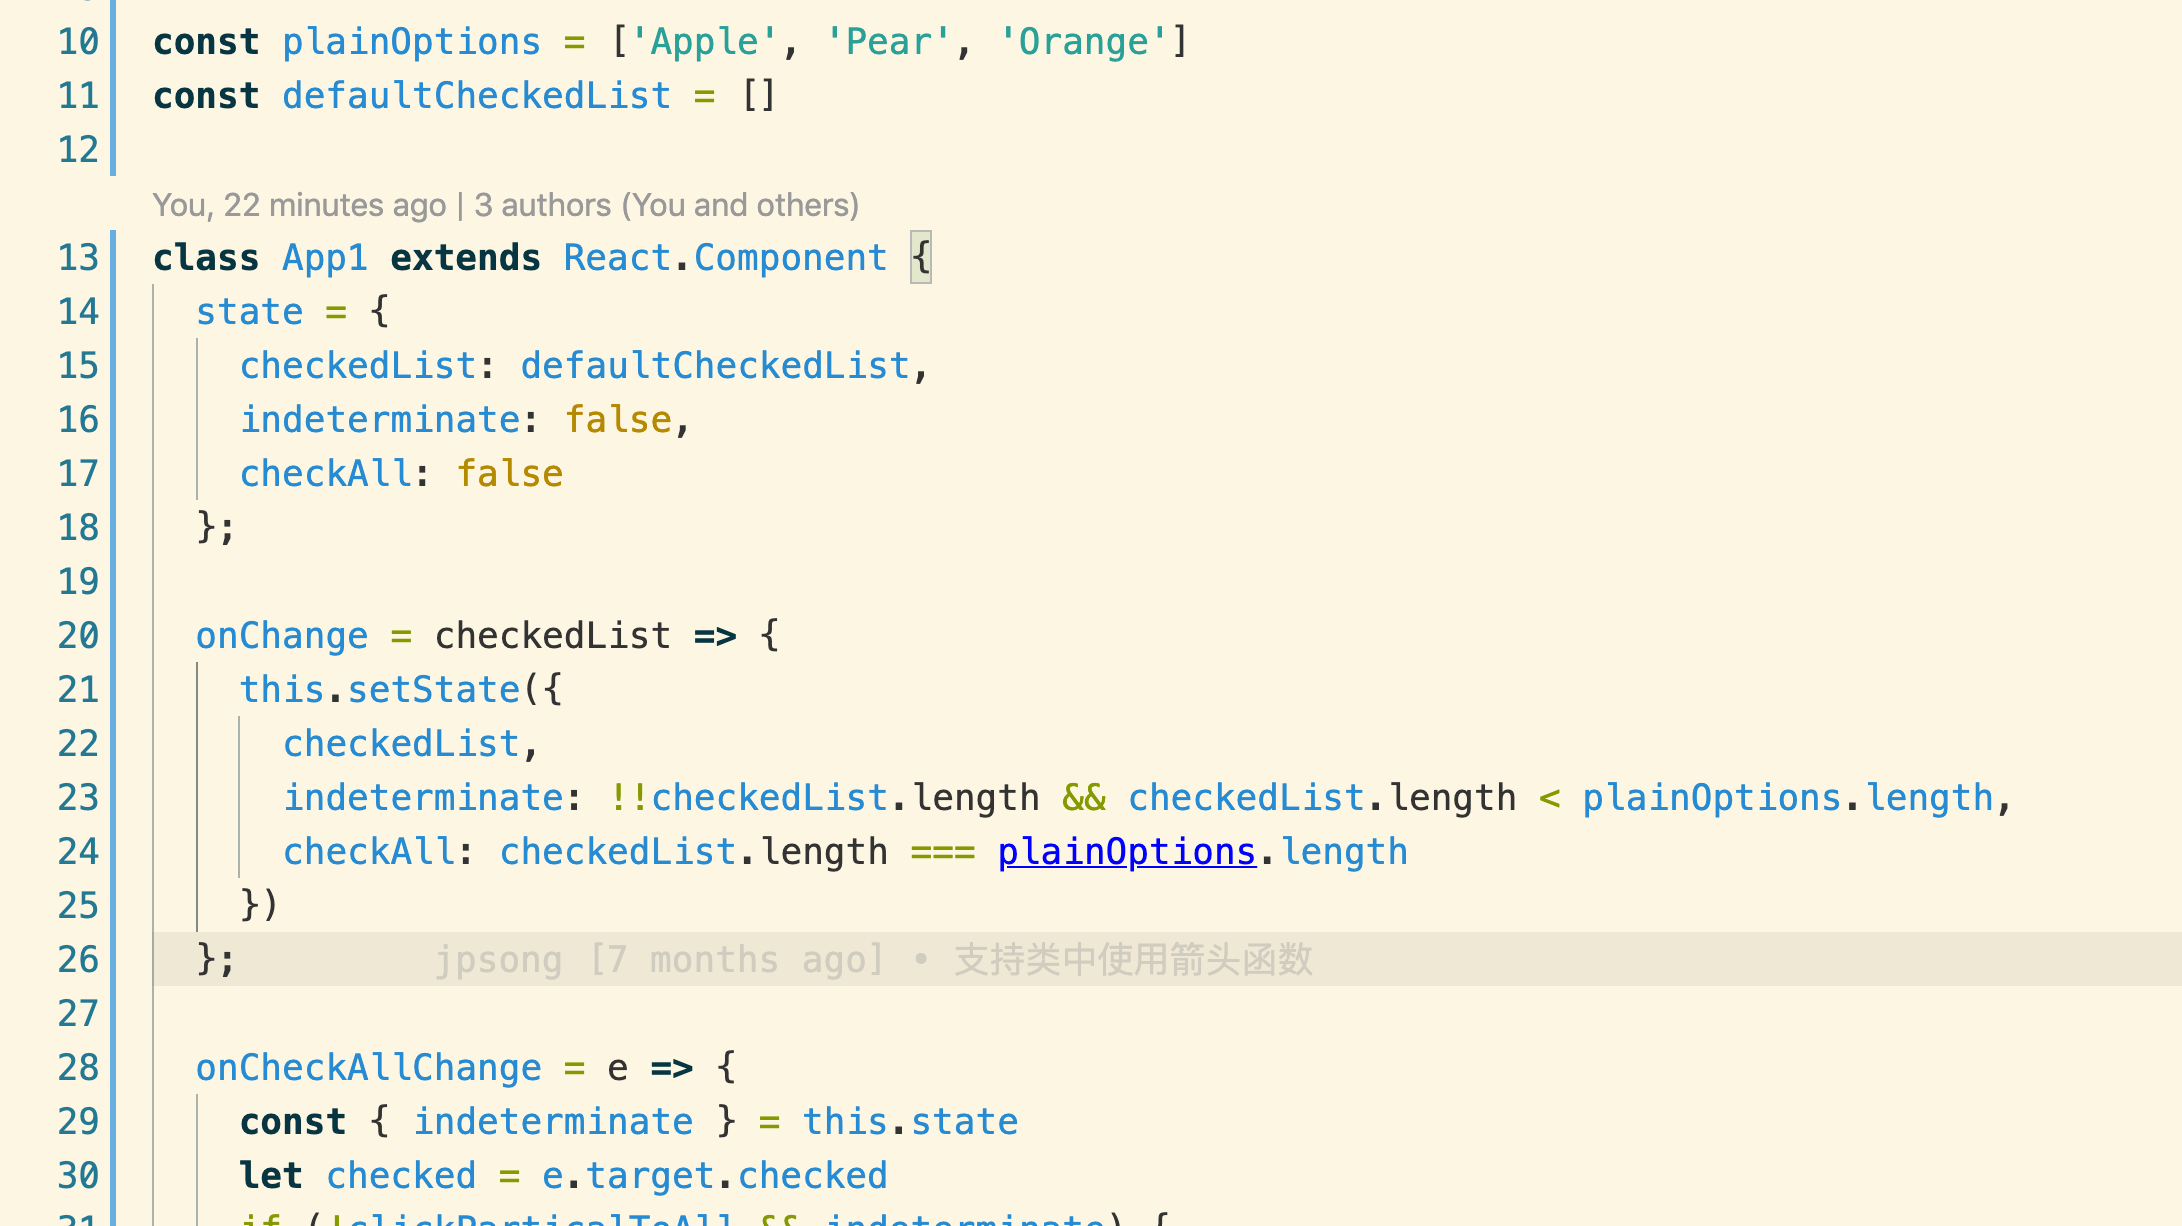 10 const plainOptions = ['Apple', 'Pear', 'Orange']
11 const defaultCheckedList = []
12
You, 22 minutes ago | 3 authors (You and others)
13 class App1 extends React.Component {
14 state = {
15 checkedList: defaultCheckedList,
16 indeterminate: false,
17 checkAll: false
18 };
19
20 onChange = checkedList => {
21 this.setState({
22 checkedList,
23 indeterminate: !!checkedList.length && checkedList.length < plainOptions.length,
24 checkAll: checkedList.length === plainOptions.length
25 })
26 }; jpsong [7 months ago] • 支持类中使用箭头函数
27
28 onCheckAllChange = e => {
29 const { indeterminate } = this.state
30 let checked = e.target.checked
31 if (!clickParticalToAll && indeterminate) {